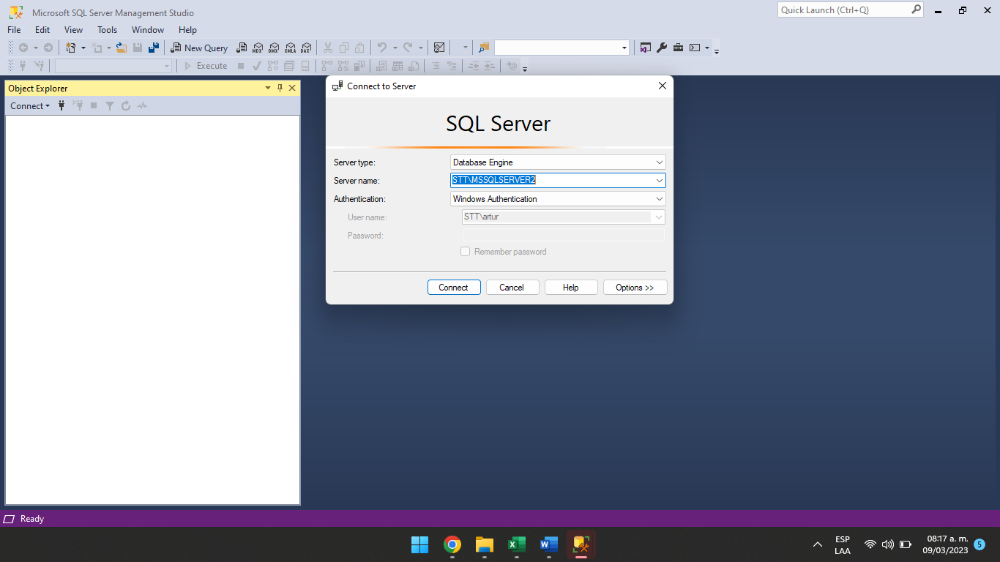 Microsoft SQL Server Management Studio
Quick Launch (Ctrl+Q)
File Edit View Tools Window Help
New Query MDX DMX XMLA DAX
Execute
Object Explorer
Connect
Connect to Server
SQL Server
Server type: Database Engine
Server name: STT\MSSQLSERVER2
Authentication: Windows Authentication
User name: STT\artur
Password:
Remember password
Connect Cancel Help Options >>
Ready
ESP
LAA
08:17 a. m.
09/03/2023
5